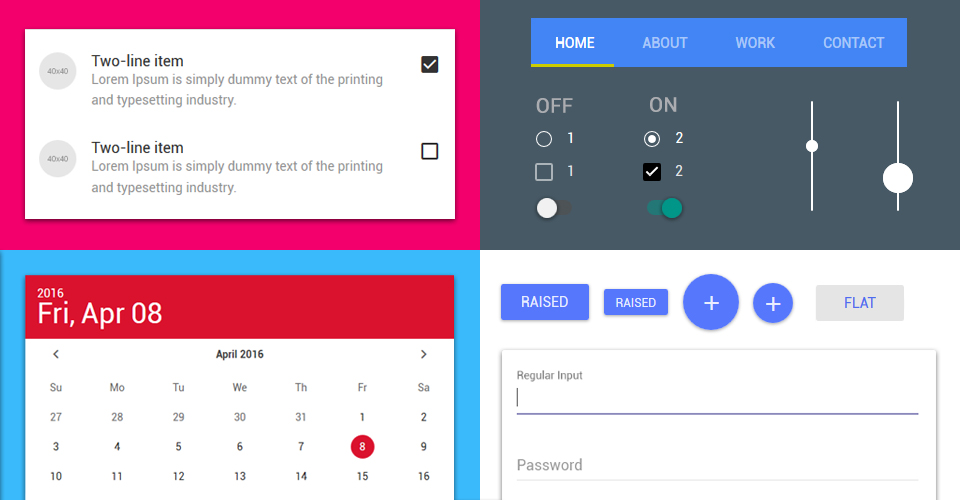 40x40
Two-line item
Lorem Ipsum is simply dummy text of the printing
and typesetting industry.
40x40
Two-line item
Lorem Ipsum is simply dummy text of the printing
and typesetting industry.
HOME ABOUT WORK CONTACT
OFF ON
1 2
1 2
2016
Fri, Apr 08
April 2016
Su Mo Tu We Th Fr Sa
27 28 29 30 31 1 2
3 4 5 6 7 8 9
10 11 12 13 14 15 16
RAISED RAISED + + FLAT
Regular Input
Password